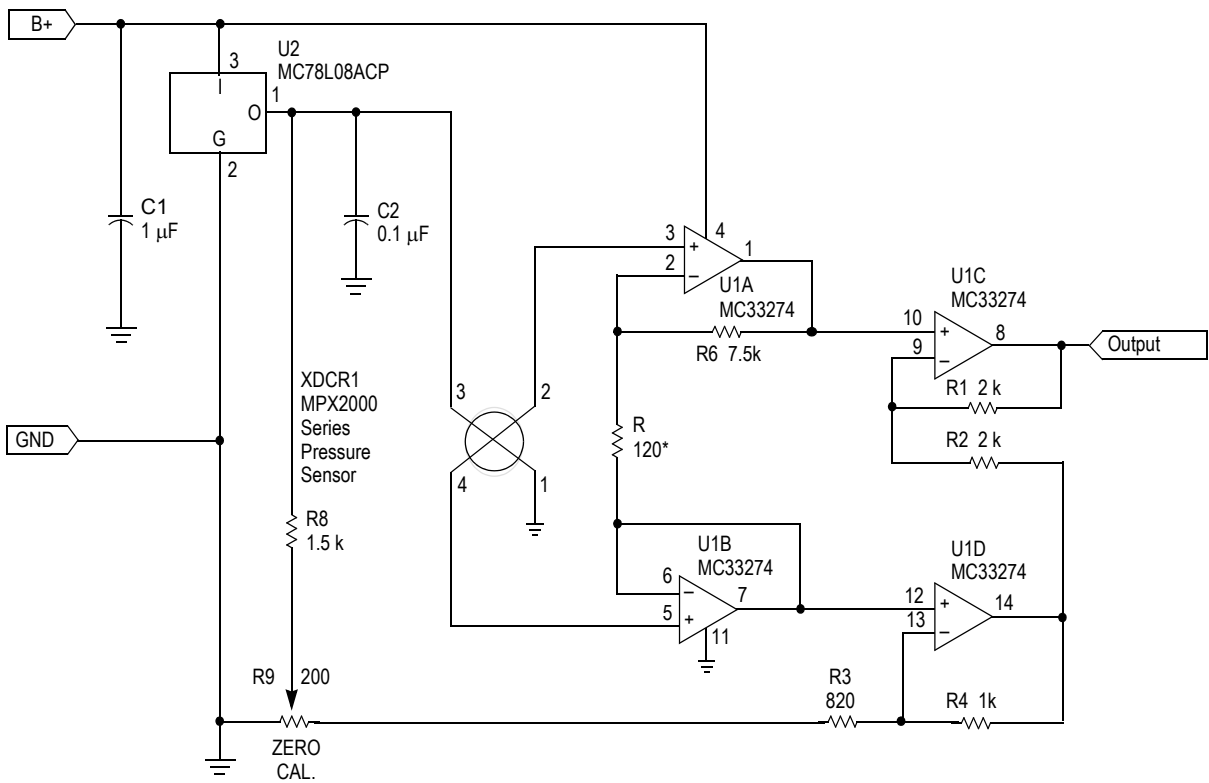 B+
U2
MC78L08ACP
3
I
1
O
G
2
C1
1 μF
C2
0.1 μF
3
4
1
+
2
–
U1A
MC33274
R6 7.5k
U1C
MC33274
10
+
8
9
–
Output
R1 2 k
R2 2 k
XDCR1
MPX2000
Series
Pressure
Sensor
3
2
4
1
GND
R
120*
R8
1.5 k
U1B
MC33274
6
–
7
5
+
11
U1D
MC33274
12
+
14
13
–
R9 200
R3
820
R4 1k
ZERO
CAL.